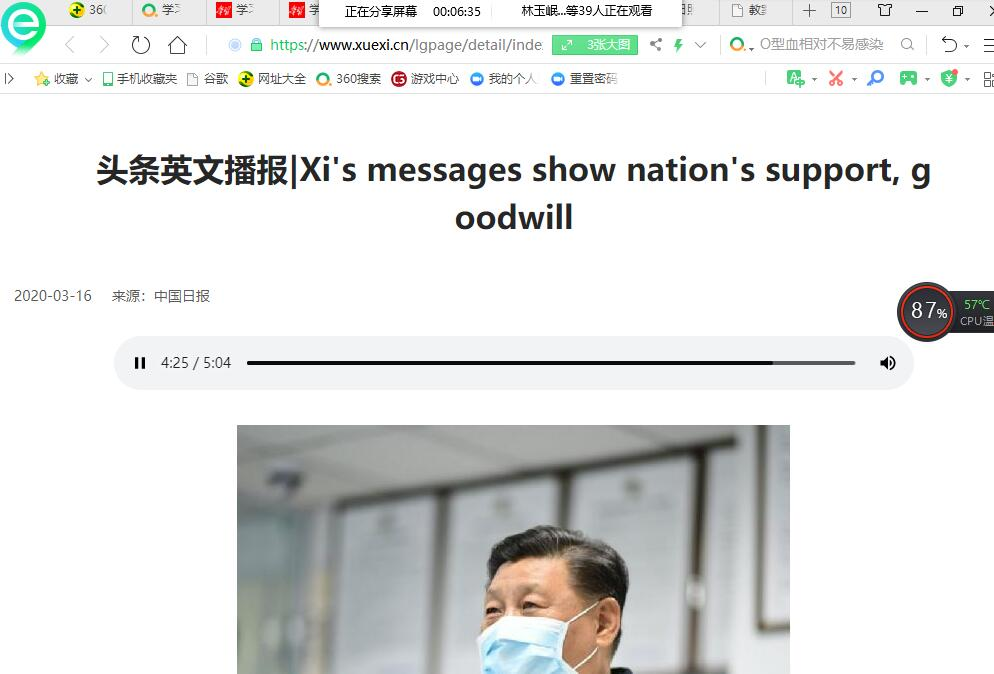 360
学习
学习
学
正在分享屏幕 00:06:35 林玉岷...等39人正在观看
10
https://www.xuexi.cn/lgpage/detail/inde
3张大图
O型血相对不易感染
收藏 手机收藏夹 谷歌 网址大全 360搜索 游戏中心 我的个人 重置密码
头条英文播报|Xi's messages show nation's support, g
oodwill
2020-03-16 来源：中国日报
87%
57℃
CPU温
4:25 / 5:04